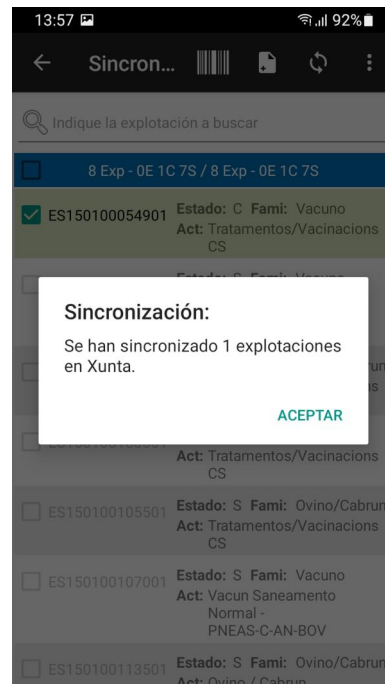 13:57 92%
Sincron...
Indique la explotación a buscar
8 Exp - 0E 1C 7S / 8 Exp - 0E 1C 7S
ES150100054901 Estado: C Fami: Vacuno
Act: Tratamentos/Vacinacions
CS
Estado: S Fami: Vacuno
Sincronización:
Se han sincronizado 1 explotaciones
en Xunta.
ACEPTAR
Act: Tratamentos/Vacinacions
CS
ES150100105501 Estado: S Fami: Ovino/Cabrun
Act: Tratamentos/Vacinacions
CS
ES150100107001 Estado: S Fami: Vacuno
Act: Vacun Saneamento
Normal -
PNEAS-C-AN-BOV
ES150100113501 Estado: S Fami: Ovino/Cabrun
Act: Ovino / Cabrun